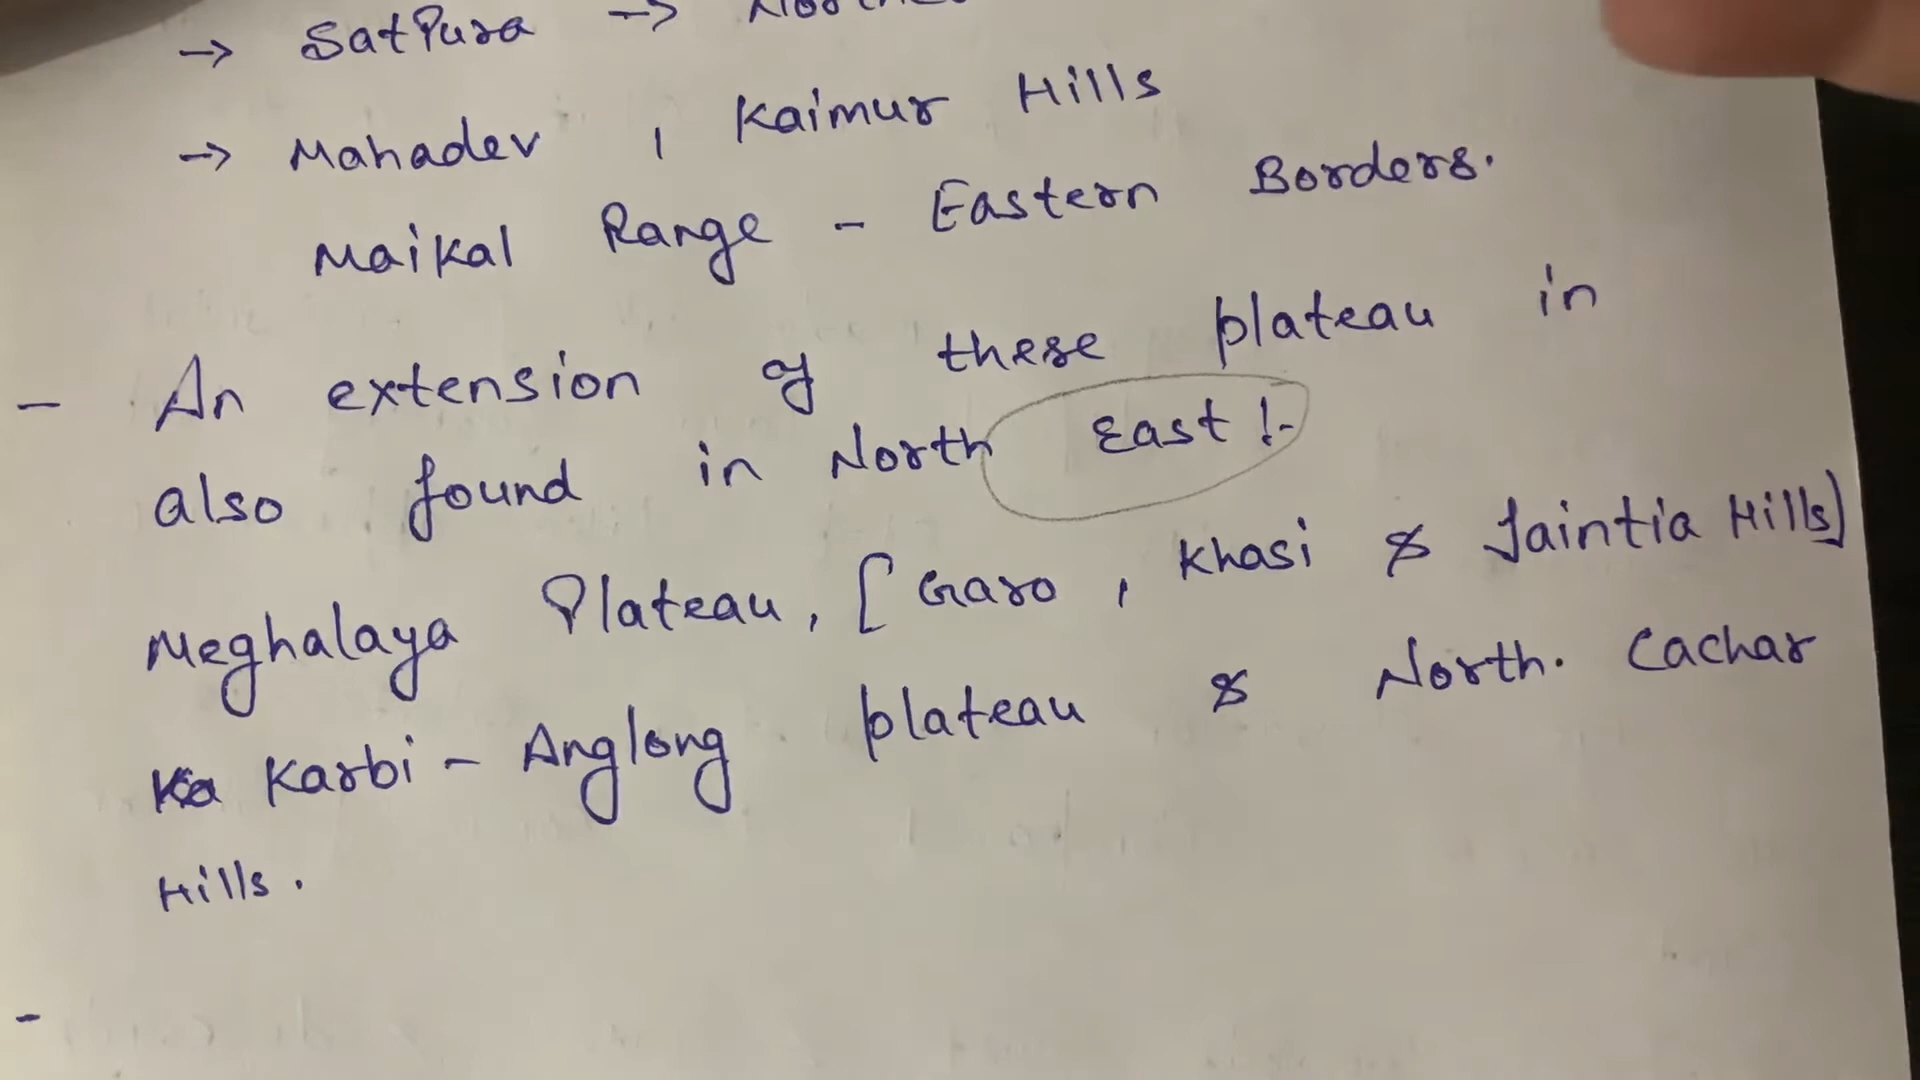 → Satpura →
→ Mahadev , Kaimur Hills
Maikal Range - Eastern Borders.
- An extension of these plateau in
also found in North East :-
Meghalaya Plateau, [Garo , Khasi & Jaintia Hills]
Ka Karbi - Anglong plateau & North. Cachar
Hills.
-